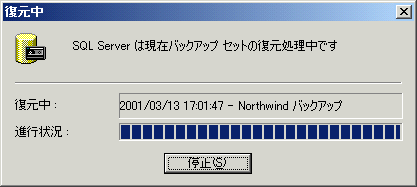 復元中
SQL Server は現在バックアップ セットの復元処理中です
復元中 : 2001/03/13 17:01:47 - Northwind バックアップ
進行状況 :
停止(S)